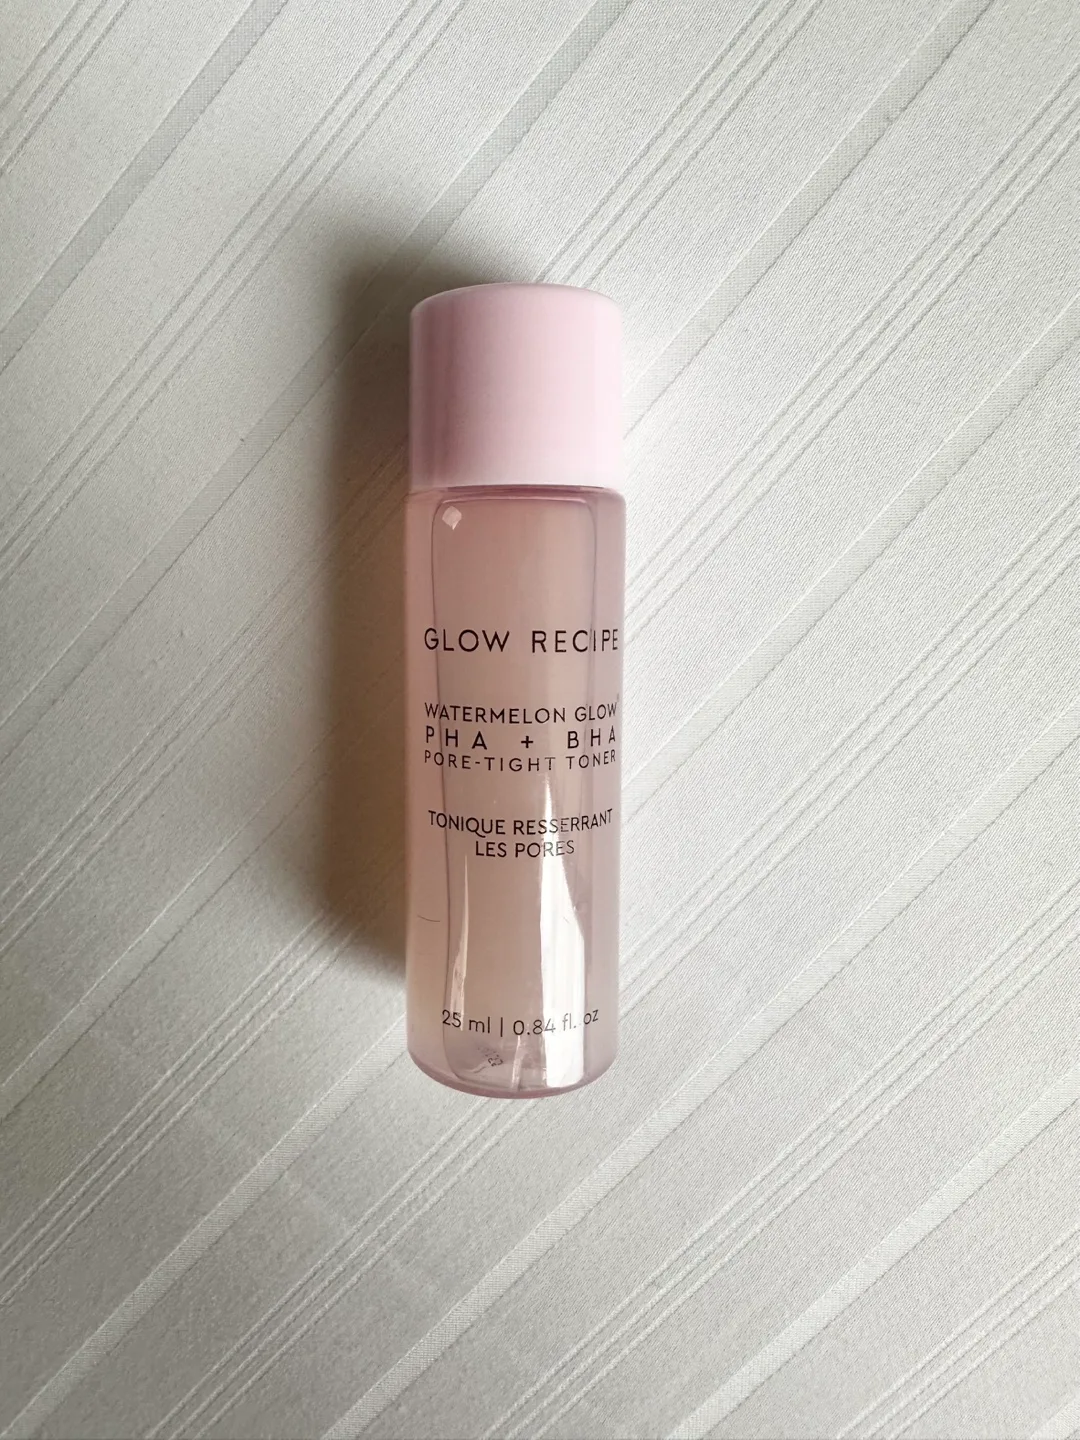 GLOW RECIPE
WATERMELON GLOW®
PHA + BHA
PORE-TIGHT TONER
TONIQUE RESSERRANT
LES PORES
25 ml | 0.84 fl. oz